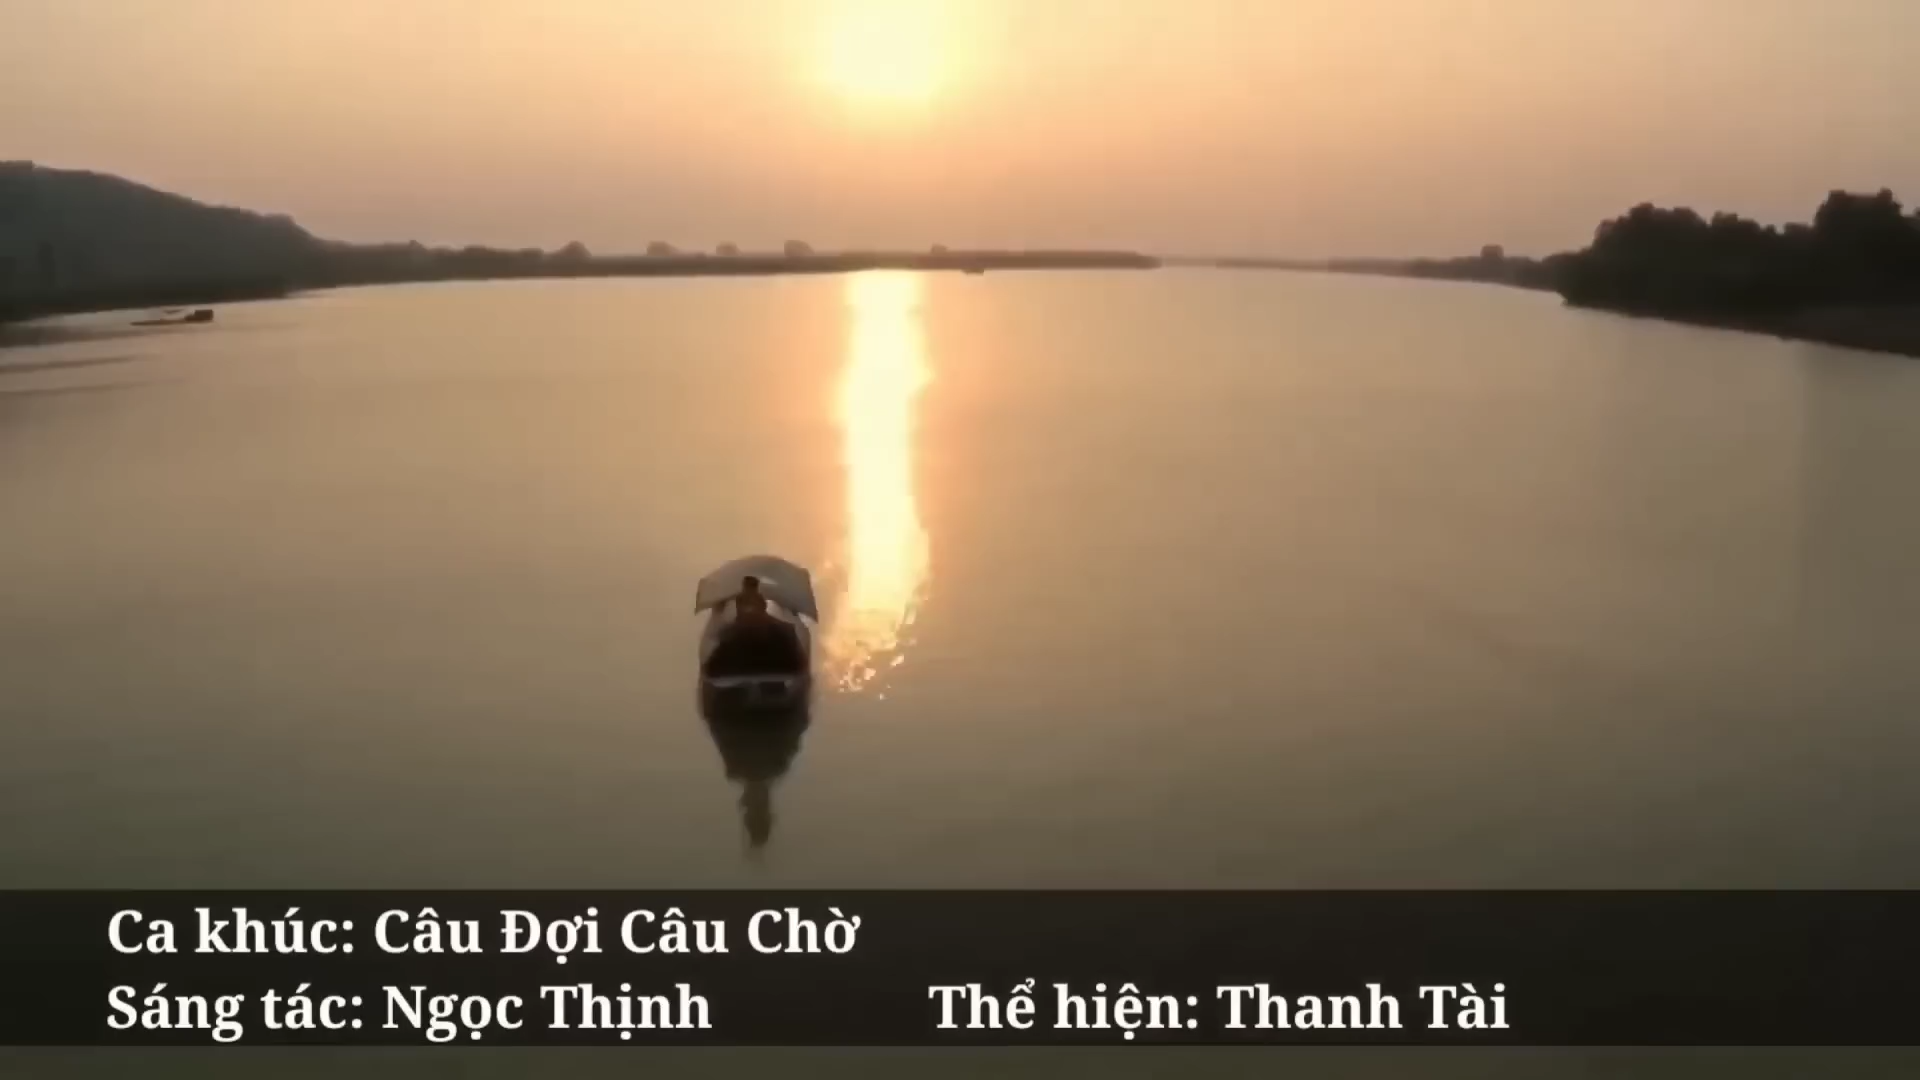 Ca khúc: Câu Đợi Câu Chờ
Sáng tác: Ngọc Thịnh Thể hiện: Thanh Tài